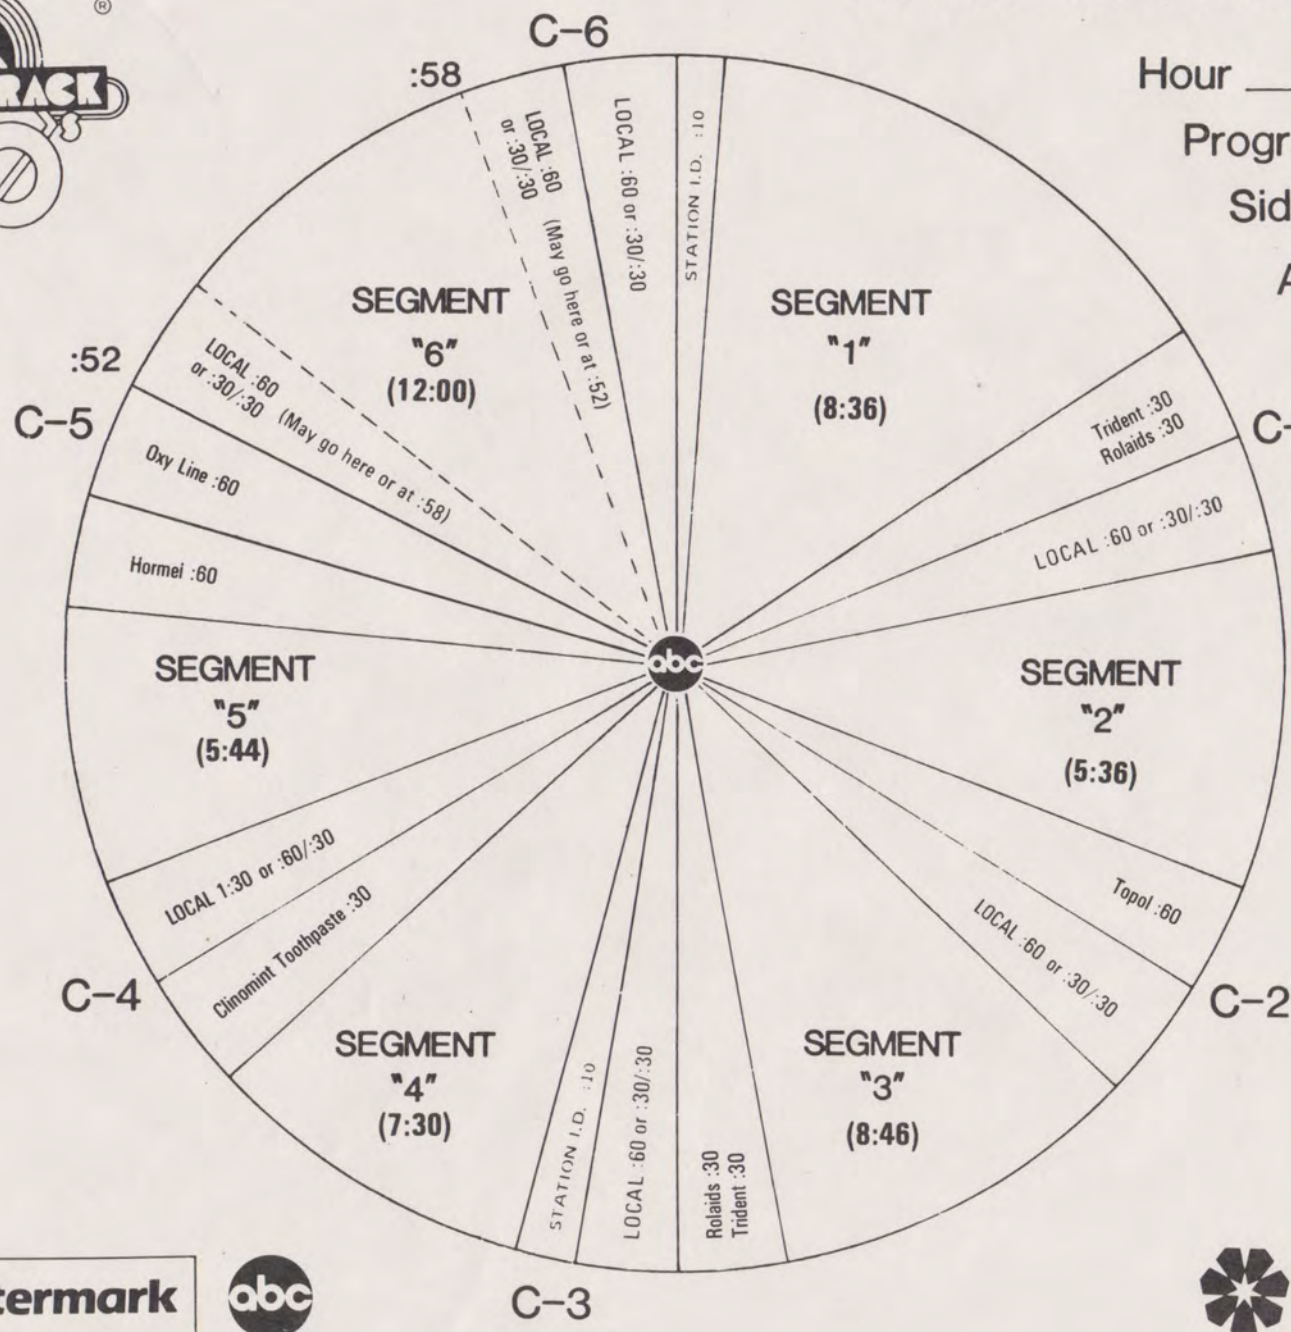 ®
RACK
C-6
:58
Hour
Progr
Sid
A
STATION I.D. :10
SEGMENT
"1"
(8:36)
Trident :30
Rolaids :30
C-
LOCAL :60 or :30/:30
SEGMENT
"2"
(5:36)
Topol :60
C-2
LOCAL :60 or :30/:30
SEGMENT
"3"
(8:46)
Rolaids :30
Trident :30
C-3
LOCAL :60 or :30/:30
STATION I.D. :10
SEGMENT
"4"
(7:30)
Clinomint Toothpaste :30
C-4
LOCAL 1:30 or :60/:30
SEGMENT
"5"
(5:44)
Hormei :60
Oxy Line :60
C-5
:52
LOCAL :60
or :30/:30 (May go here or at :58)
SEGMENT
"6"
(12:00)
LOCAL :60
or :30/:30 (May go here or at :52)
LOCAL :60 or :30/:30
abc
termark
abc